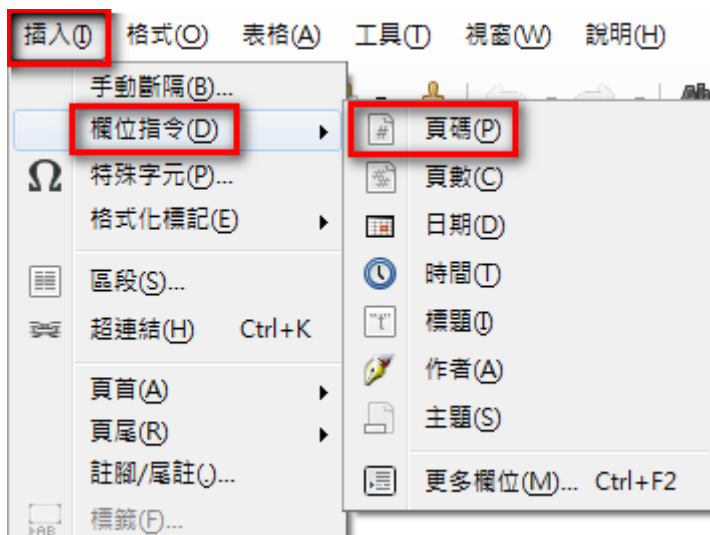 插入(I) 格式(O) 表格(A) 工具(T) 視窗(W) 說明(H)
手動斷隔(B)...
欄位指令(D)
特殊字元(P)...
格式化標記(E)
區段(S)...
超連結(H) Ctrl+K
頁首(A)
頁尾(R)
註腳/尾註(.)...
標籤(F)...
頁碼(P)
頁數(C)
日期(D)
時間(T)
標題(I)
作者(A)
主題(S)
更多欄位(M)... Ctrl+F2